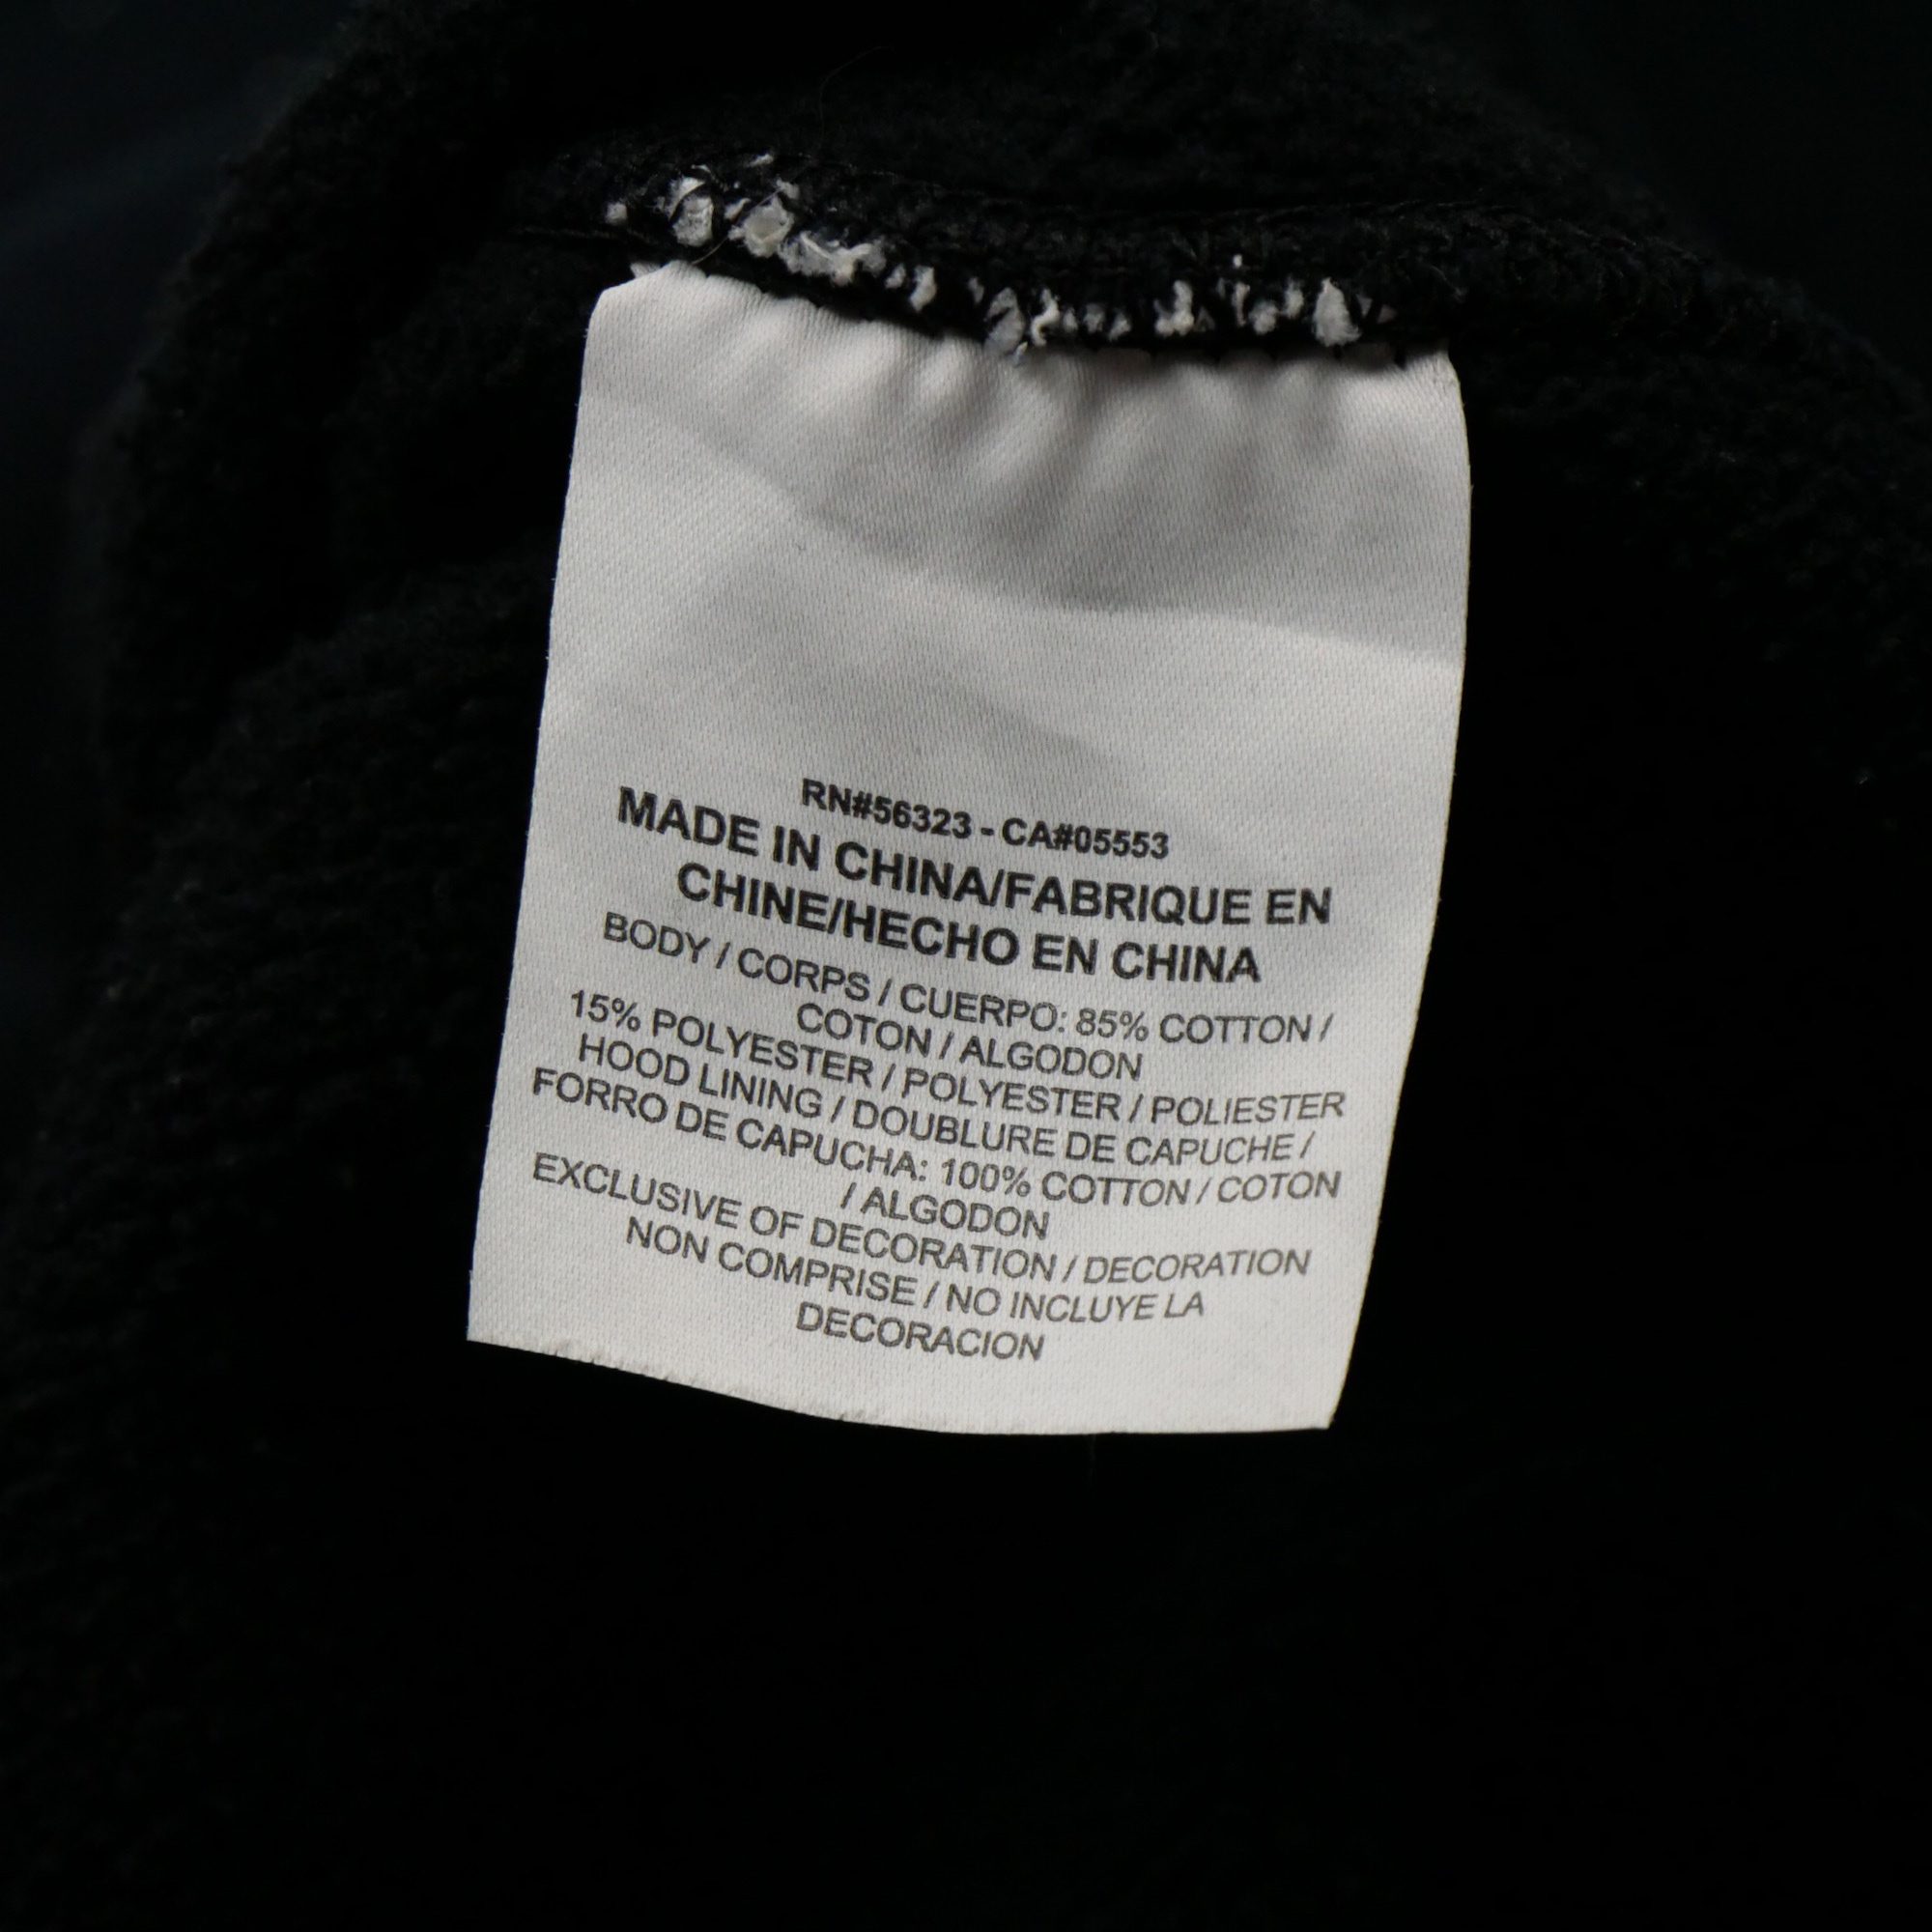 RN#56323 - CA#05553
MADE IN CHINA/FABRIQUE EN
CHINE/HECHO EN CHINA
BODY / CORPS / CUERPO: 85% COTTON /
COTON / ALGODON
15% POLYESTER / POLYESTER / POLIESTER
HOOD LINING / DOUBLURE DE CAPUCHE /
FORRO DE CAPUCHA: 100% COTTON / COTON
/ ALGODON
EXCLUSIVE OF DECORATION / DECORATION
NON COMPRISE / NO INCLUYE LA
DECORACION